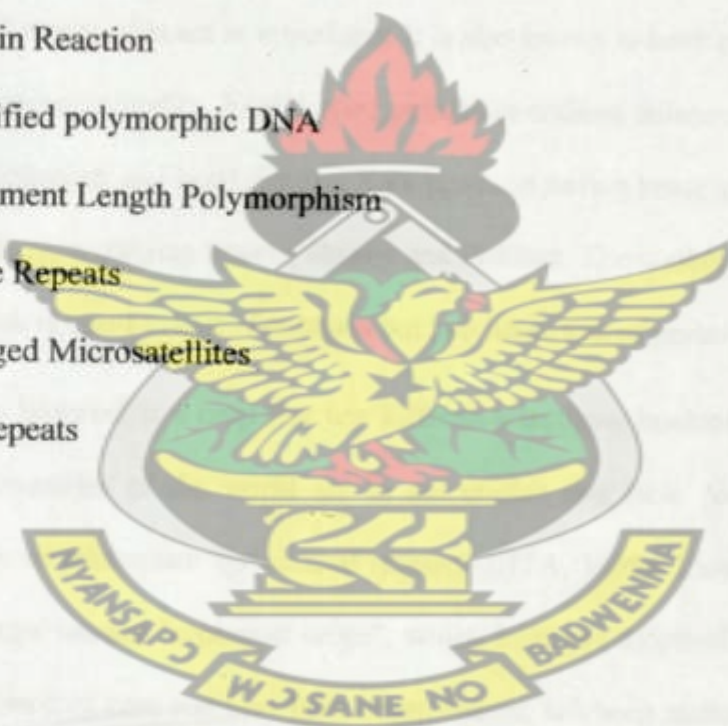 in Reaction
ified polymorphic DNA
ment Length Polymorphism
e Repeats
ged Microsatellites
epeats
NYANSAPƆ
WƆSANE NO
BADWENMA